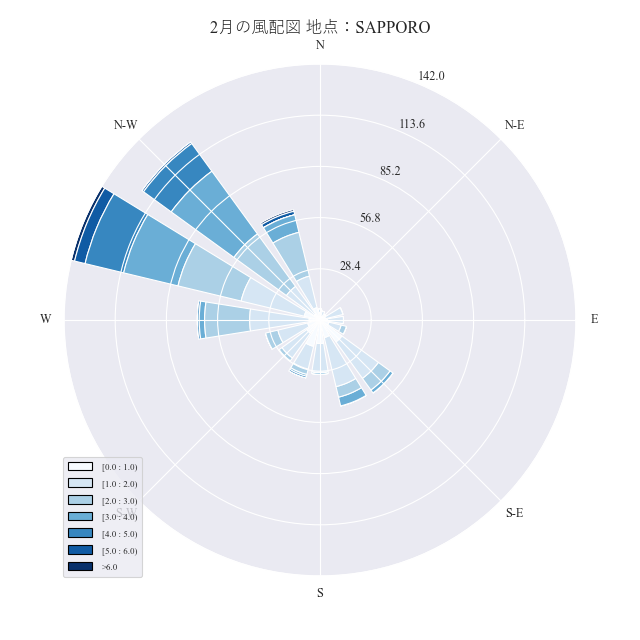 2月の風配図 地点：SAPPORO
N
142.0
N-W
N-E
113.6
85.2
56.8
28.4
W
E
S-W
S-E
S
[0.0 : 1.0)
[1.0 : 2.0)
[2.0 : 3.0)
[3.0 : 4.0)
[4.0 : 5.0)
[5.0 : 6.0)
>6.0